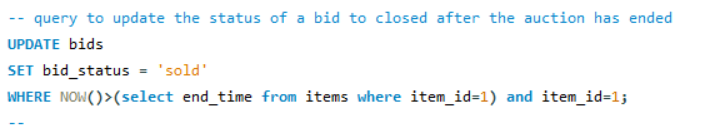 -- query to update the status of a bid to closed after the auction has ended
UPDATE bids
SET bid_status = 'sold'
WHERE NOW()>(select end_time from items where item_id=1) and item_id=1;
--